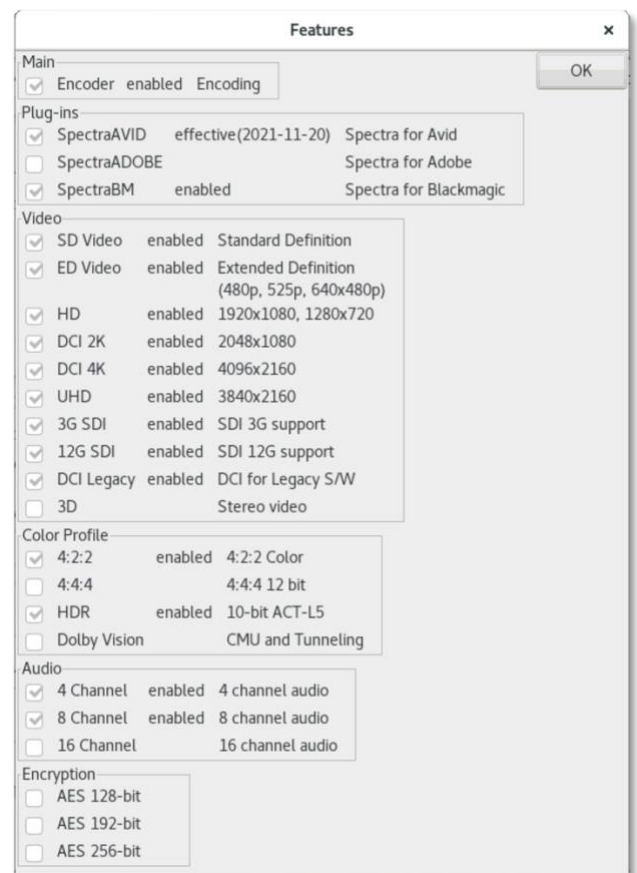 Features
×
OK
Main
Encoder enabled Encoding
Plug-ins
SpectraAVID effective(2021-11-20) Spectra for Avid
SpectraADOBE Spectra for Adobe
SpectraBM enabled Spectra for Blackmagic
Video
SD Video enabled Standard Definition
ED Video enabled Extended Definition
(480p, 525p, 640x480p)
HD enabled 1920x1080, 1280x720
DCI 2K enabled 2048x1080
DCI 4K enabled 4096x2160
UHD enabled 3840x2160
3G SDI enabled SDI 3G support
12G SDI enabled SDI 12G support
DCI Legacy enabled DCI for Legacy S/W
3D Stereo video
Color Profile
4:2:2 enabled 4:2:2 Color
4:4:4 4:4:4 12 bit
HDR enabled 10-bit ACT-L5
Dolby Vision CMU and Tunneling
Audio
4 Channel enabled 4 channel audio
8 Channel enabled 8 channel audio
16 Channel 16 channel audio
Encryption
AES 128-bit
AES 192-bit
AES 256-bit